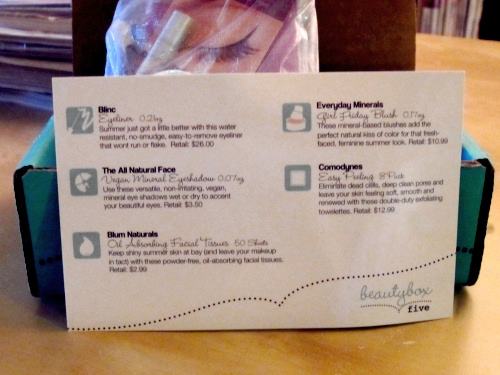 Blinc
Eyeliner 0.21oz
Summer just got a little better with this water
resistant, no-smudge, easy-to-remove eyeliner
that wont run or flake. Retail: $26.00
The All Natural Face
Vegan Mineral Eyeshadow 0.07oz
Use these versatile, non-irritating, vegan,
mineral eye shadows wet or dry to accent
your beautiful eyes. Retail: $3.50
Blum Naturals
Oil Absorbing Facial Tissues 50 Sheets
Keep shiny summer skin at bay (and leave your makeup
in tact) with these powder-free, oil-absorbing facial tissues.
Retail: $2.99
Everyday Minerals
Girl Friday Blush 0.17oz
These mineral-based blushes add the
perfect natural kiss of color for that fresh-
faced, feminine summer look. Retail: $10.99
Comodynes
Easy Peeling 8 Pack
Eliminate dead cells, deep clean pores and
leave your skin feeling soft, smooth and
renewed with these double-duty exfoliating
towelettes. Retail: $12.99
beautybox
five